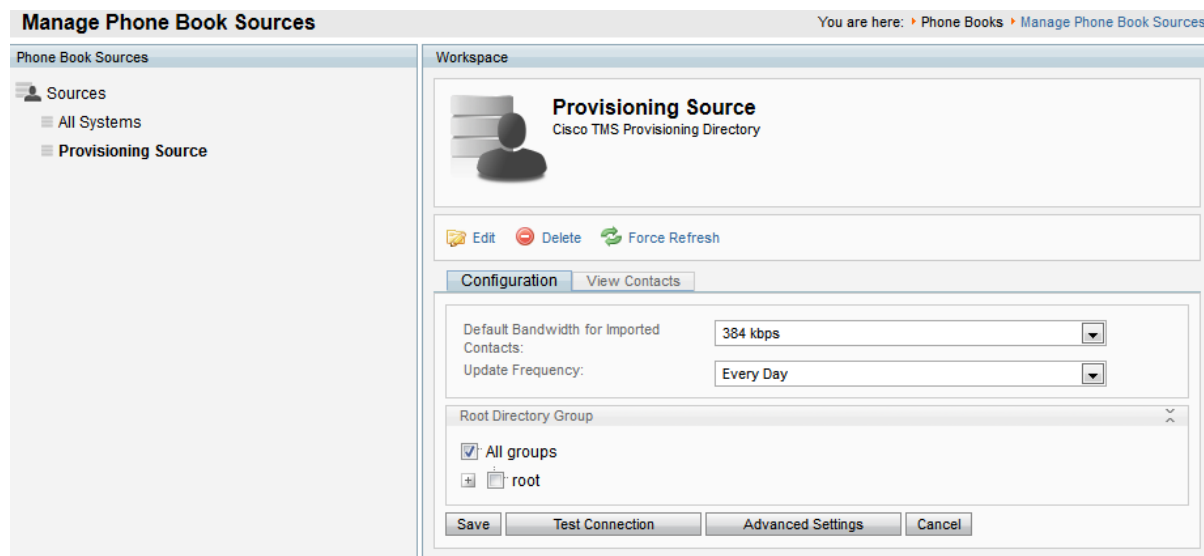 Manage Phone Book Sources
You are here: Phone Books Manage Phone Book Sources
Phone Book Sources
Sources
All Systems
Provisioning Source
Workspace
Provisioning Source
Cisco TMS Provisioning Directory
Edit Delete Force Refresh
Configuration View Contacts
Default Bandwidth for Imported
Contacts:
384 kbps
Update Frequency:
Every Day
Root Directory Group
All groups
root
Save Test Connection Advanced Settings Cancel